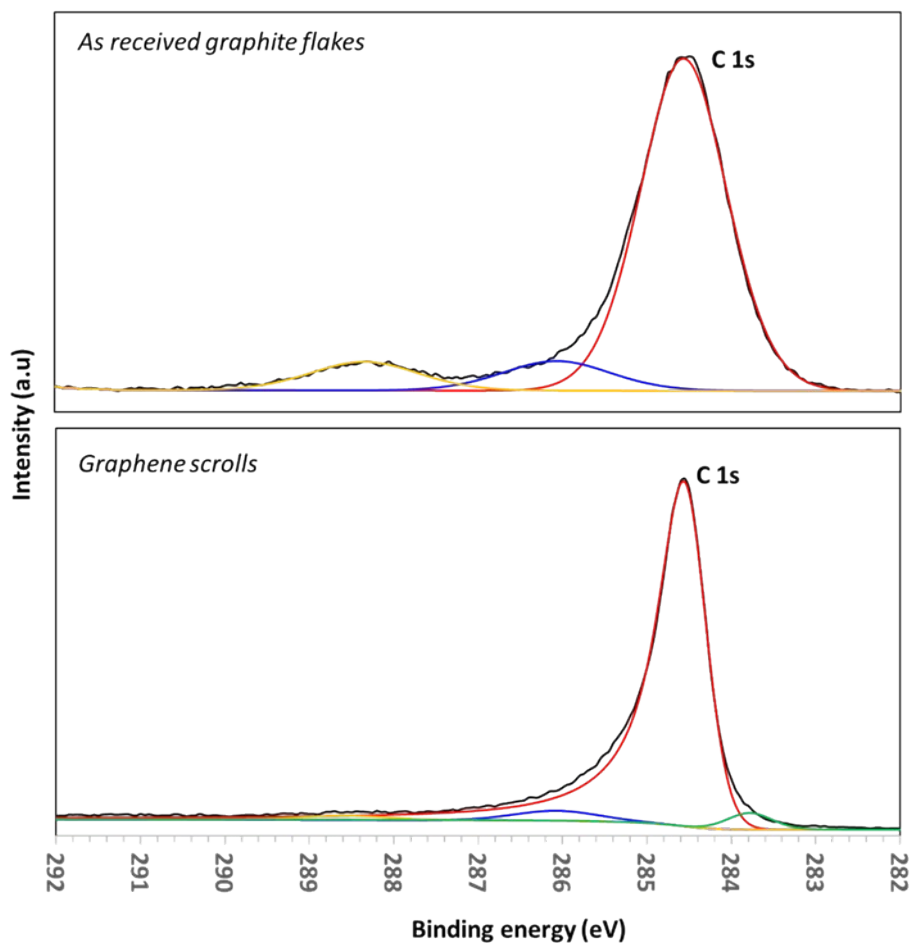 As received graphite flakes
C 1s
Intensity (a.u)
Graphene scrolls
C 1s
292 291 290 289 288 287 286 285 284 283 282
Binding energy (eV)